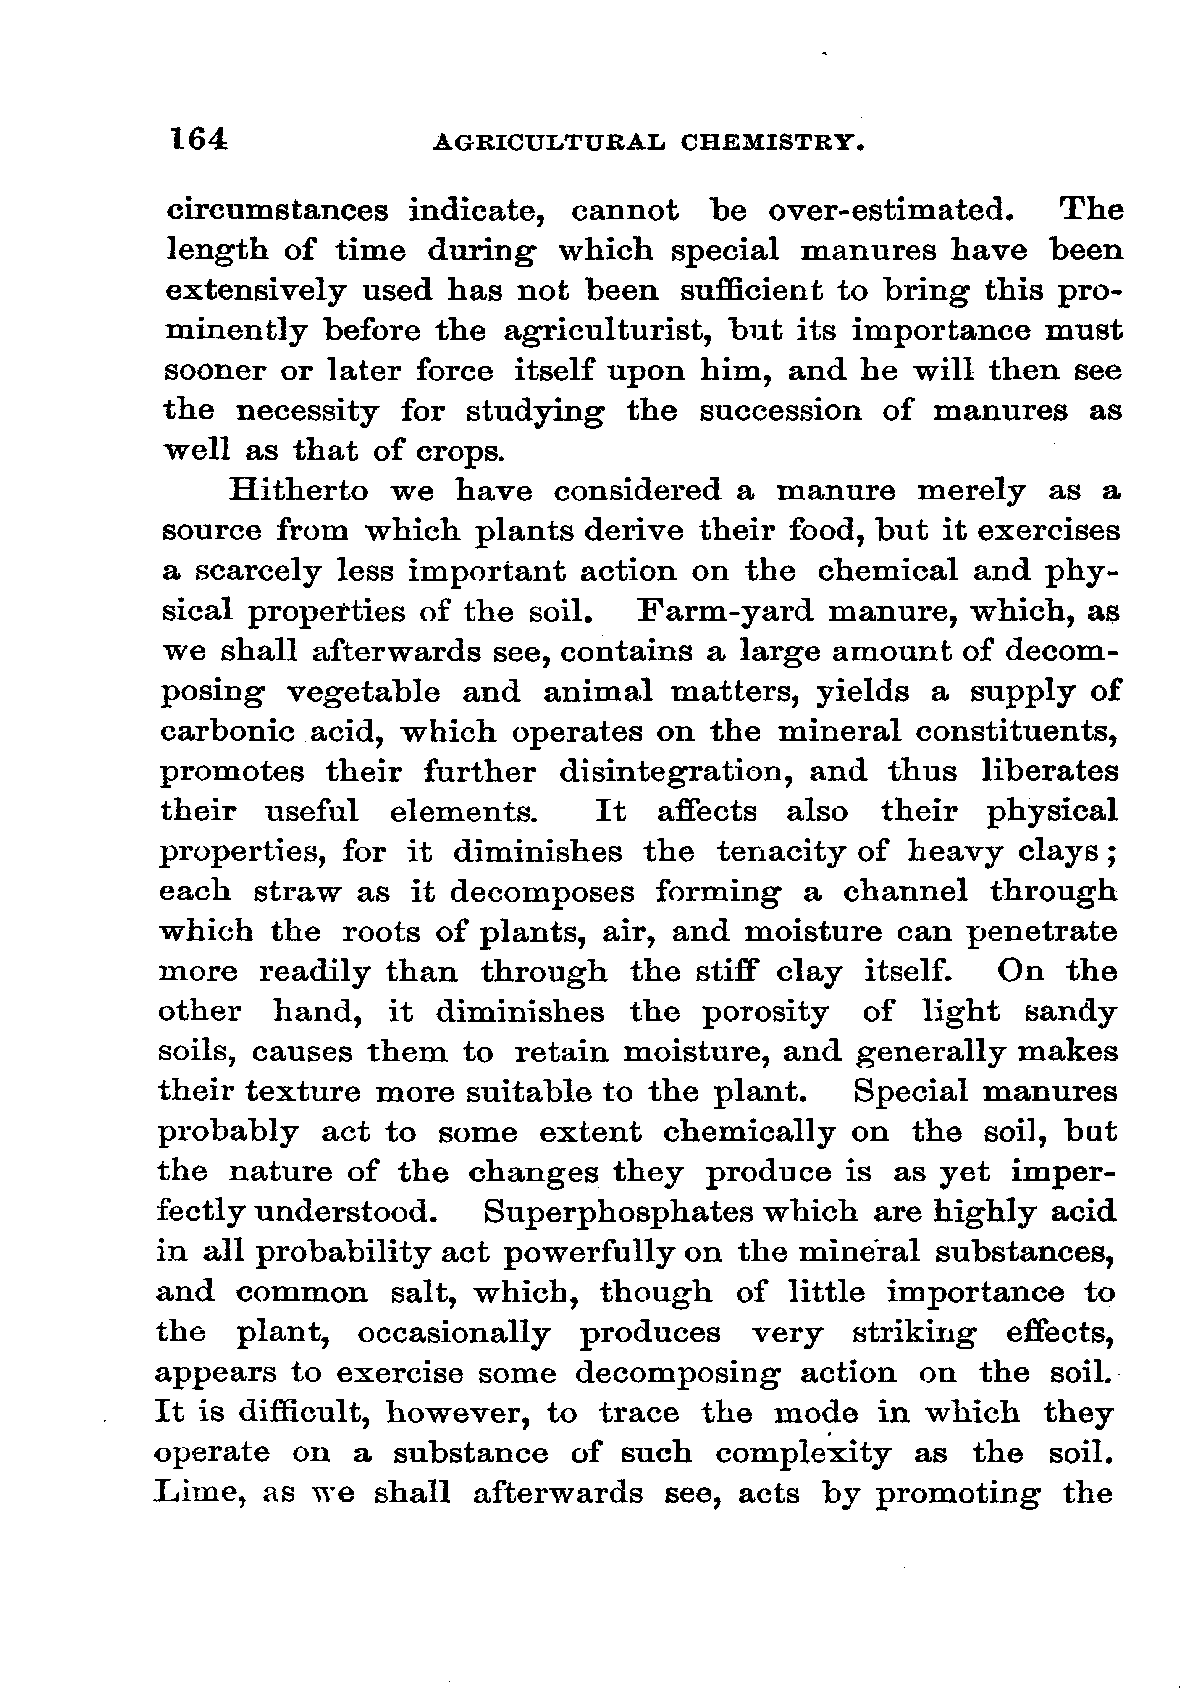 164 AGRICULTURAL CHEMISTRY.
circumstances indicate, cannot be over-estimated. The
length of time during which special manures have been
extensively used has not been sufficient to bring this pro-
minently before the agriculturist, but its importance must
sooner or later force itself upon him, and he will then see
the necessity for studying the succession of manures as
well as that of crops.
Hitherto we have considered a manure merely as a
source from which plants derive their food, but it exercises
a scarcely less important action on the chemical and phy-
sical properties of the soil. Farm-yard manure, which, as
we shall afterwards see, contains a large amount of decom-
posing vegetable and animal matters, yields a supply of
carbonic acid, which operates on the mineral constituents,
promotes their further disintegration, and thus liberates
their useful elements. It affects also their physical
properties, for it diminishes the tenacity of heavy clays;
each straw as it decomposes forming a channel through
which the roots of plants, air, and moisture can penetrate
more readily than through the stiff clay itself. On the
other hand, it diminishes the porosity of light sandy
soils, causes them to retain moisture, and generally makes
their texture more suitable to the plant. Special manures
probably act to some extent chemically on the soil, but
the nature of the changes they produce is as yet imper-
fectly understood. Superphosphates which are highly acid
in all probability act powerfully on the mineral substances,
and common salt, which, though of little importance to
the plant, occasionally produces very striking effects,
appears to exercise some decomposing action on the soil.
It is difficult, however, to trace the mode in which they
operate on a substance of such complexity as the soil.
Lime, as we shall afterwards see, acts by promoting the